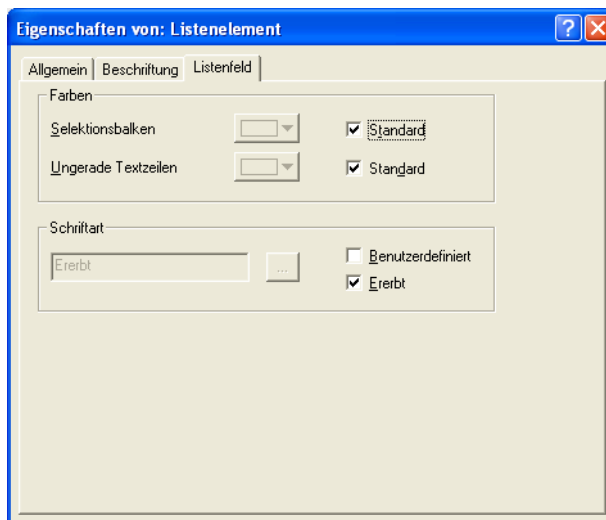 Eigenschaften von: Listenelement
Allgemein Beschriftung Listenfeld
Farben
Selektionsbalken Standard
Ungerade Textzeilen Standard
Schriftart
Ererbt ... Benutzerdefiniert
Ererbt